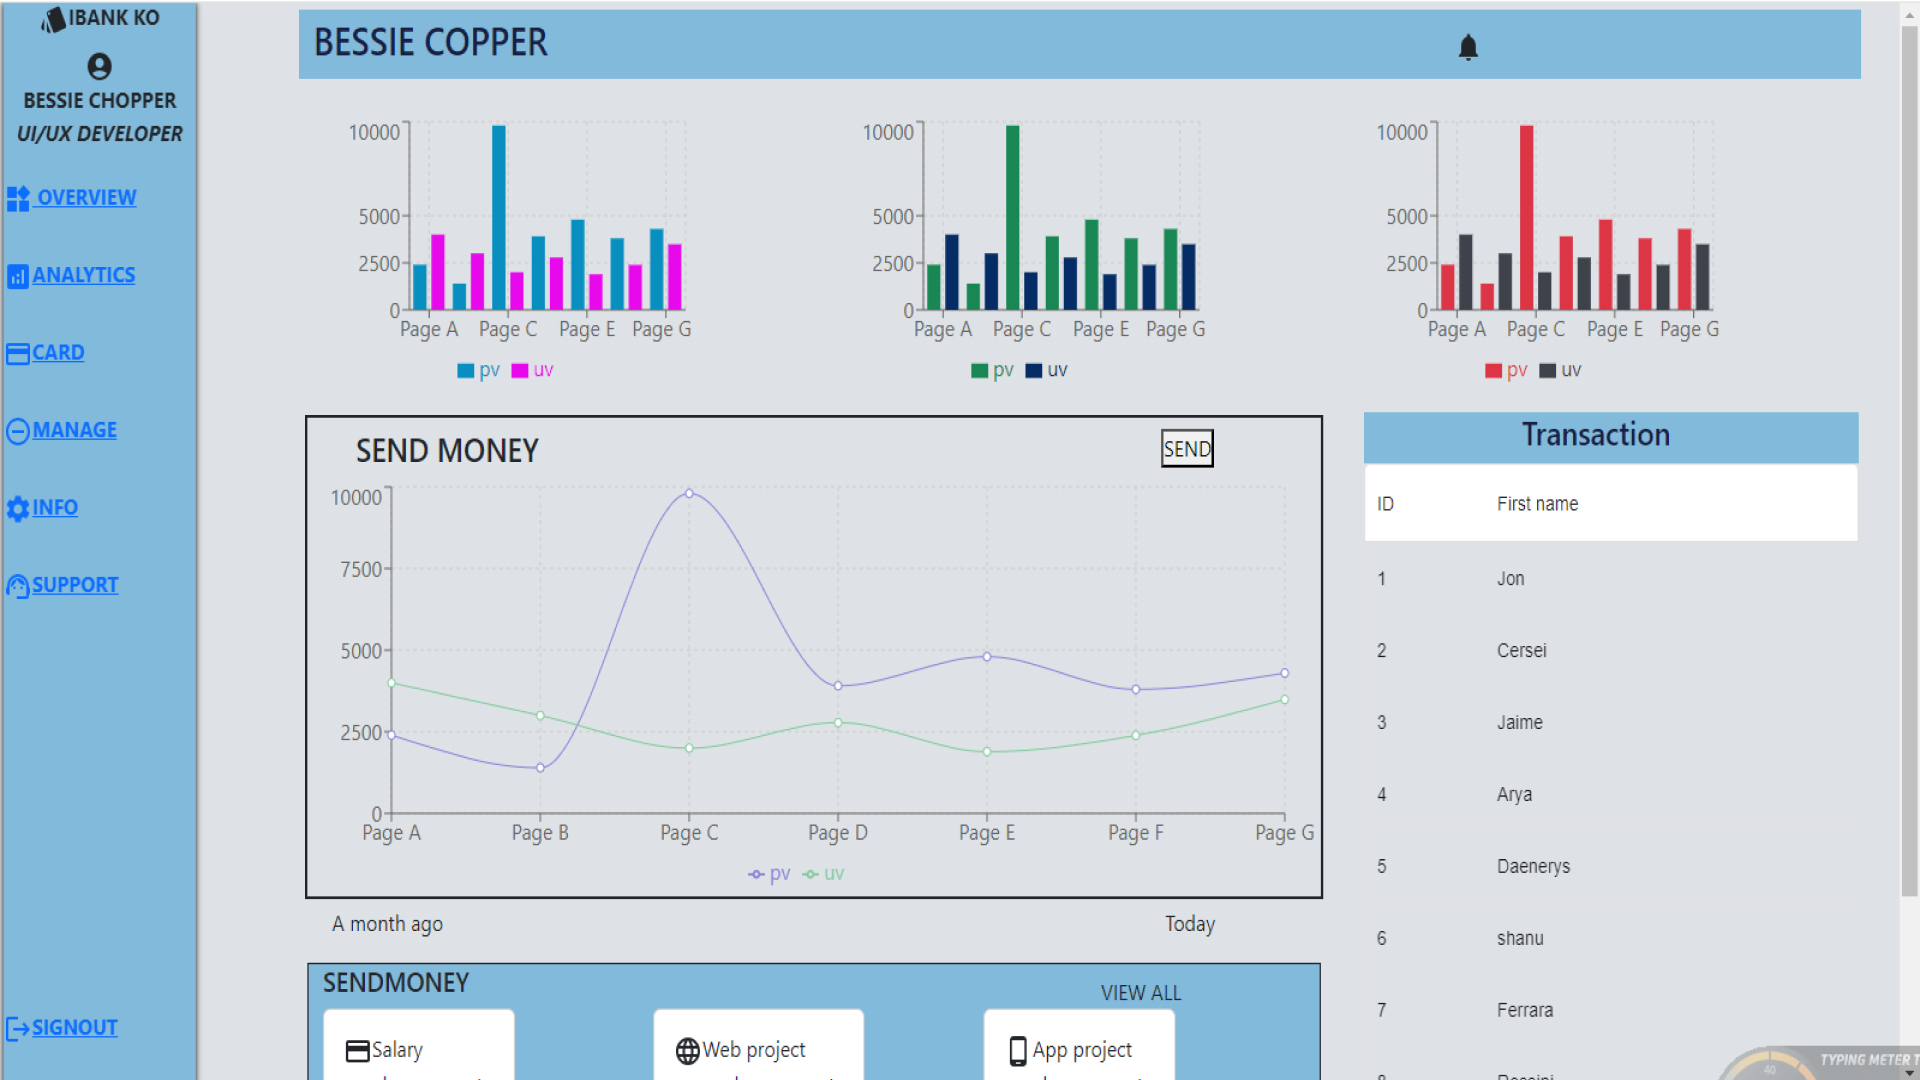 IBANK KO
BESSIE CHOPPER
UI/UX DEVELOPER
OVERVIEW
ANALYTICS
CARD
MANAGE
INFO
SUPPORT
SIGNOUT
BESSIE COPPER
10000
5000
2500
0
Page A Page C Page E Page G
pv uv
10000
5000
2500
0
Page A Page C Page E Page G
pv uv
10000
5000
2500
0
Page A Page C Page E Page G
pv uv
SEND MONEY
SEND
10000
7500
5000
2500
0
Page A Page B Page C Page D Page E Page F Page G
pv uv
A month ago Today
SENDMONEY
VIEW ALL
Salary
Web project
App project
Transaction
ID First name
1 Jon
2 Cersei
3 Jaime
4 Arya
5 Daenerys
6 shanu
7 Ferrara
40
TYPING METER T